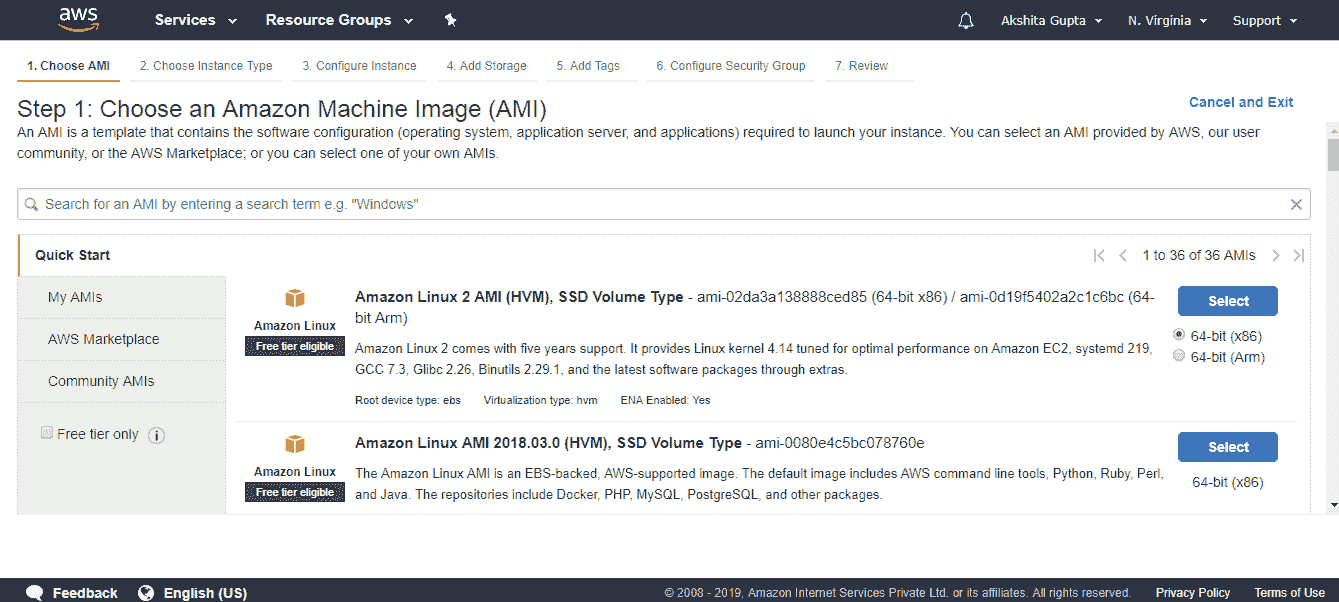 aws
Services
Resource Groups
Akshita Gupta
N. Virginia
Support
1. Choose AMI
2. Choose Instance Type
3. Configure Instance
4. Add Storage
5. Add Tags
6. Configure Security Group
7. Review
Step 1: Choose an Amazon Machine Image (AMI)
Cancel and Exit
An AMI is a template that contains the software configuration (operating system, application server, and applications) required to launch your instance. You can select an AMI provided by AWS, our user
community, or the AWS Marketplace; or you can select one of your own AMIs.
Search for an AMI by entering a search term e.g. "Windows"
Quick Start
1 to 36 of 36 AMIs
My AMIs
AWS Marketplace
Community AMIs
Free tier only
Amazon Linux
Free tier eligible
Amazon Linux 2 AMI (HVM), SSD Volume Type - ami-02da3a138888ced85 (64-bit x86) / ami-0d19f5402a2c1c6bc (64-
bit Arm)
Amazon Linux 2 comes with five years support. It provides Linux kernel 4.14 tuned for optimal performance on Amazon EC2, systemd 219,
GCC 7.3, Glibc 2.26, Binutils 2.29.1, and the latest software packages through extras.
Root device type: ebs
Virtualization type: hvm
ENA Enabled: Yes
Select
64-bit (x86)
64-bit (Arm)
Amazon Linux
Free tier eligible
Amazon Linux AMI 2018.03.0 (HVM), SSD Volume Type - ami-0080e4c5bc078760e
The Amazon Linux AMI is an EBS-backed, AWS-supported image. The default image includes AWS command line tools, Python, Ruby, Perl,
and Java. The repositories include Docker, PHP, MySQL, PostgreSQL, and other packages.
Select
64-bit (x86)
Feedback
English (US)
© 2008 - 2019, Amazon Internet Services Private Ltd. or its affiliates. All rights reserved.
Privacy Policy
Terms of Use